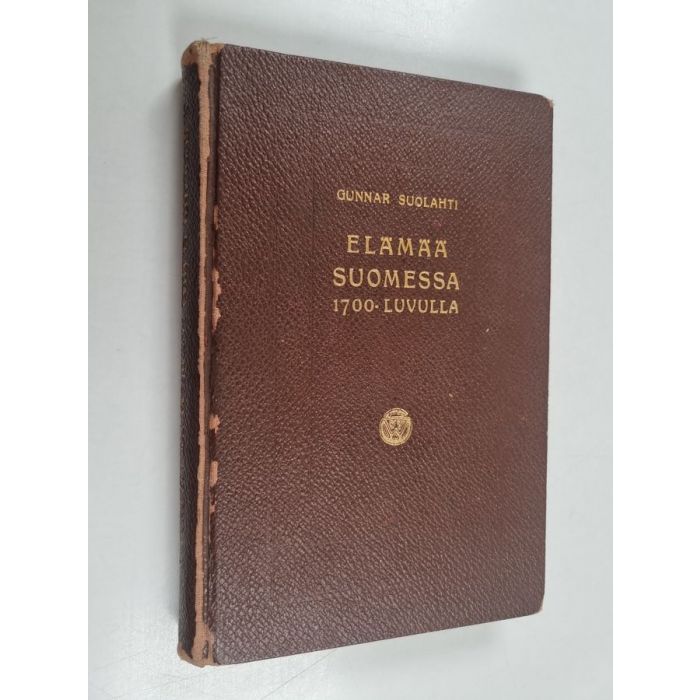 GUNNAR SUOLAHTI
ELÄMÄÄ
SUOMESSA
1700-LUVULLA